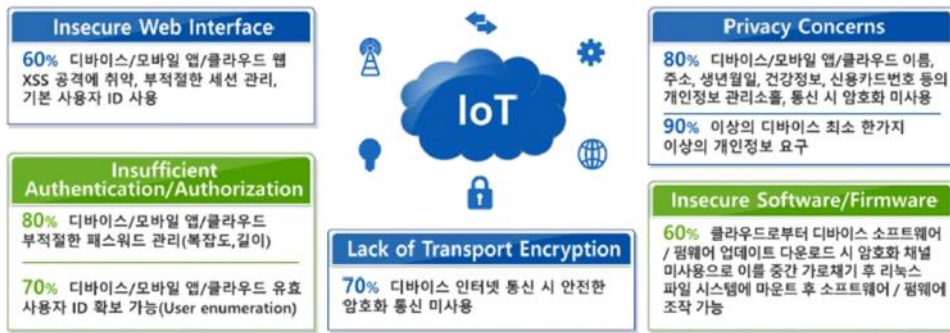 Insecure Web Interface
60% 디바이스/모바일 앱/클라우드 웹
XSS 공격에 취약, 부적절한 세션 관리,
기본 사용자 ID 사용
Insufficient
Authentication/Authorization
80% 디바이스/모바일 앱/클라우드
부적절한 패스워드 관리(복잡도,길이)
70% 디바이스/모바일 앱/클라우드 유효
사용자 ID 확보 가능(User enumeration)
IoT
Lack of Transport Encryption
70% 디바이스 인터넷 통신 시 안전한
암호화 통신 미사용
Privacy Concerns
80% 디바이스/모바일 앱/클라우드 이름,
주소, 생년월일, 건강정보, 신용카드번호 등의
개인정보 관리소홀, 통신 시 암호화 미사용
90% 이상의 디바이스 최소 한가지
이상의 개인정보 요구
Insecure Software/Firmware
60% 클라우드로부터 디바이스 소프트웨어
/ 펌웨어 업데이트 다운로드 시 암호화 채널
미사용으로 이를 중간 가로채기 후 리눅스
파일 시스템에 마운트 후 소프트웨어 / 펌웨어
조작 가능